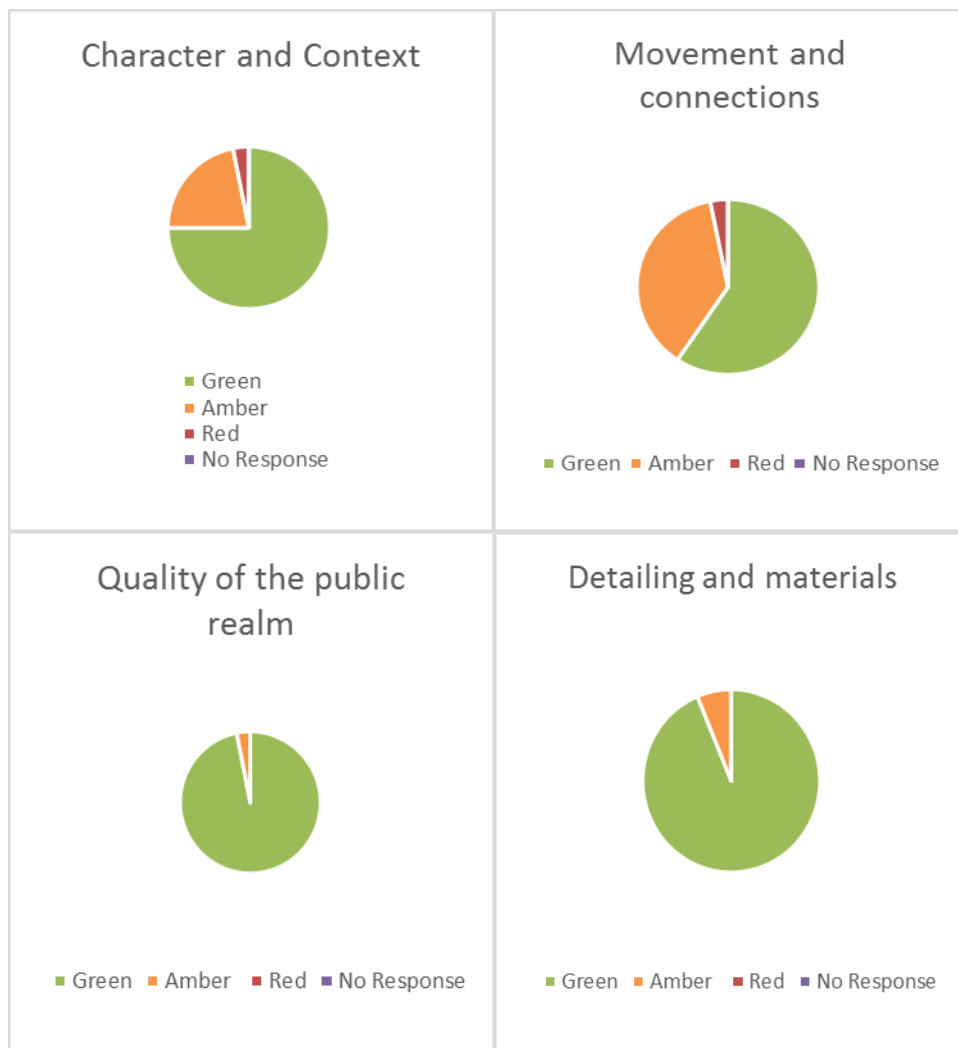 Character and Context
Green
Amber
Red
No Response
Movement and
connections
Green Amber Red No Response
Quality of the public
realm
Green Amber Red No Response
Detailing and materials
Green Amber Red No Response